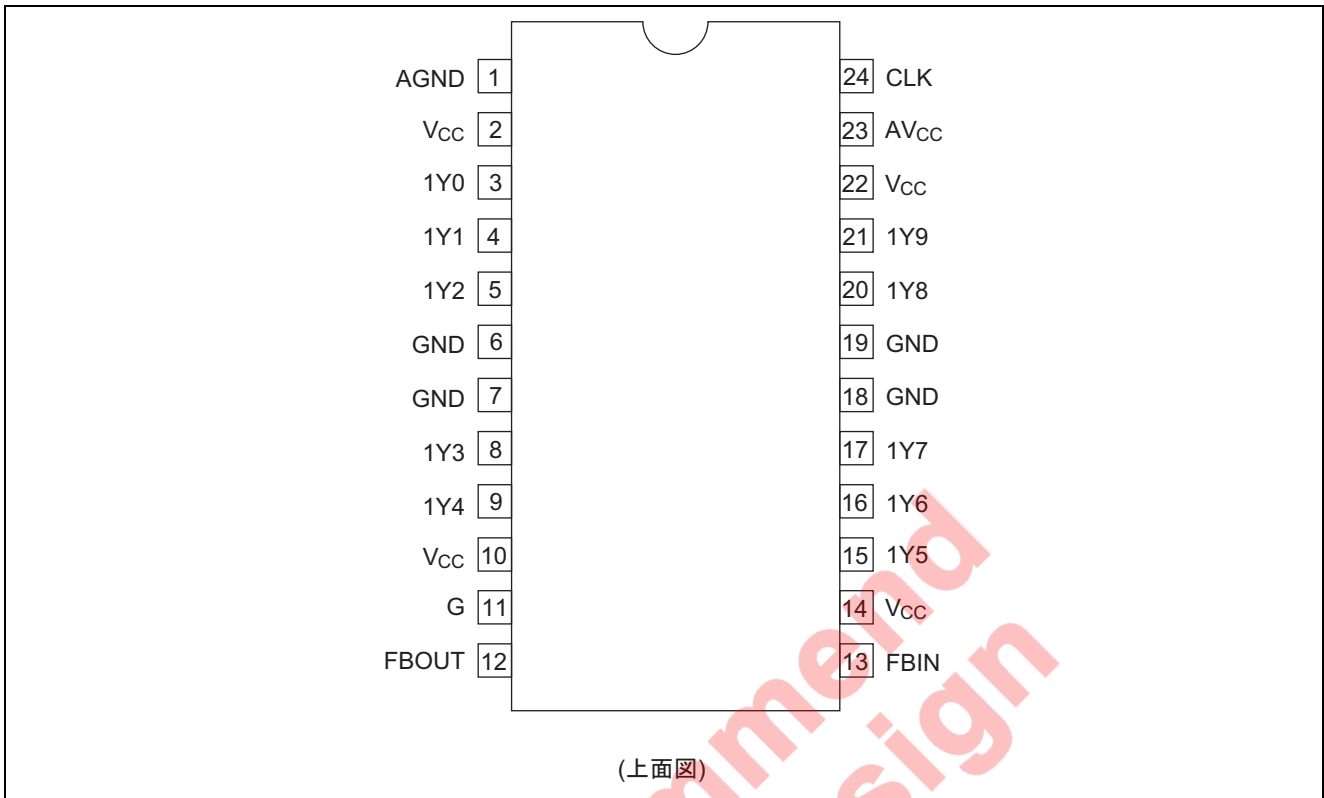 AGND 1
VCC 2
1Y0 3
1Y1 4
1Y2 5
GND 6
GND 7
1Y3 8
1Y4 9
VCC 10
G 11
FBOUT 12
24 CLK
23 AVCC
22 VCC
21 1Y9
20 1Y8
19 GND
18 GND
17 1Y7
16 1Y6
15 1Y5
14 VCC
13 FBIN
(上面図)